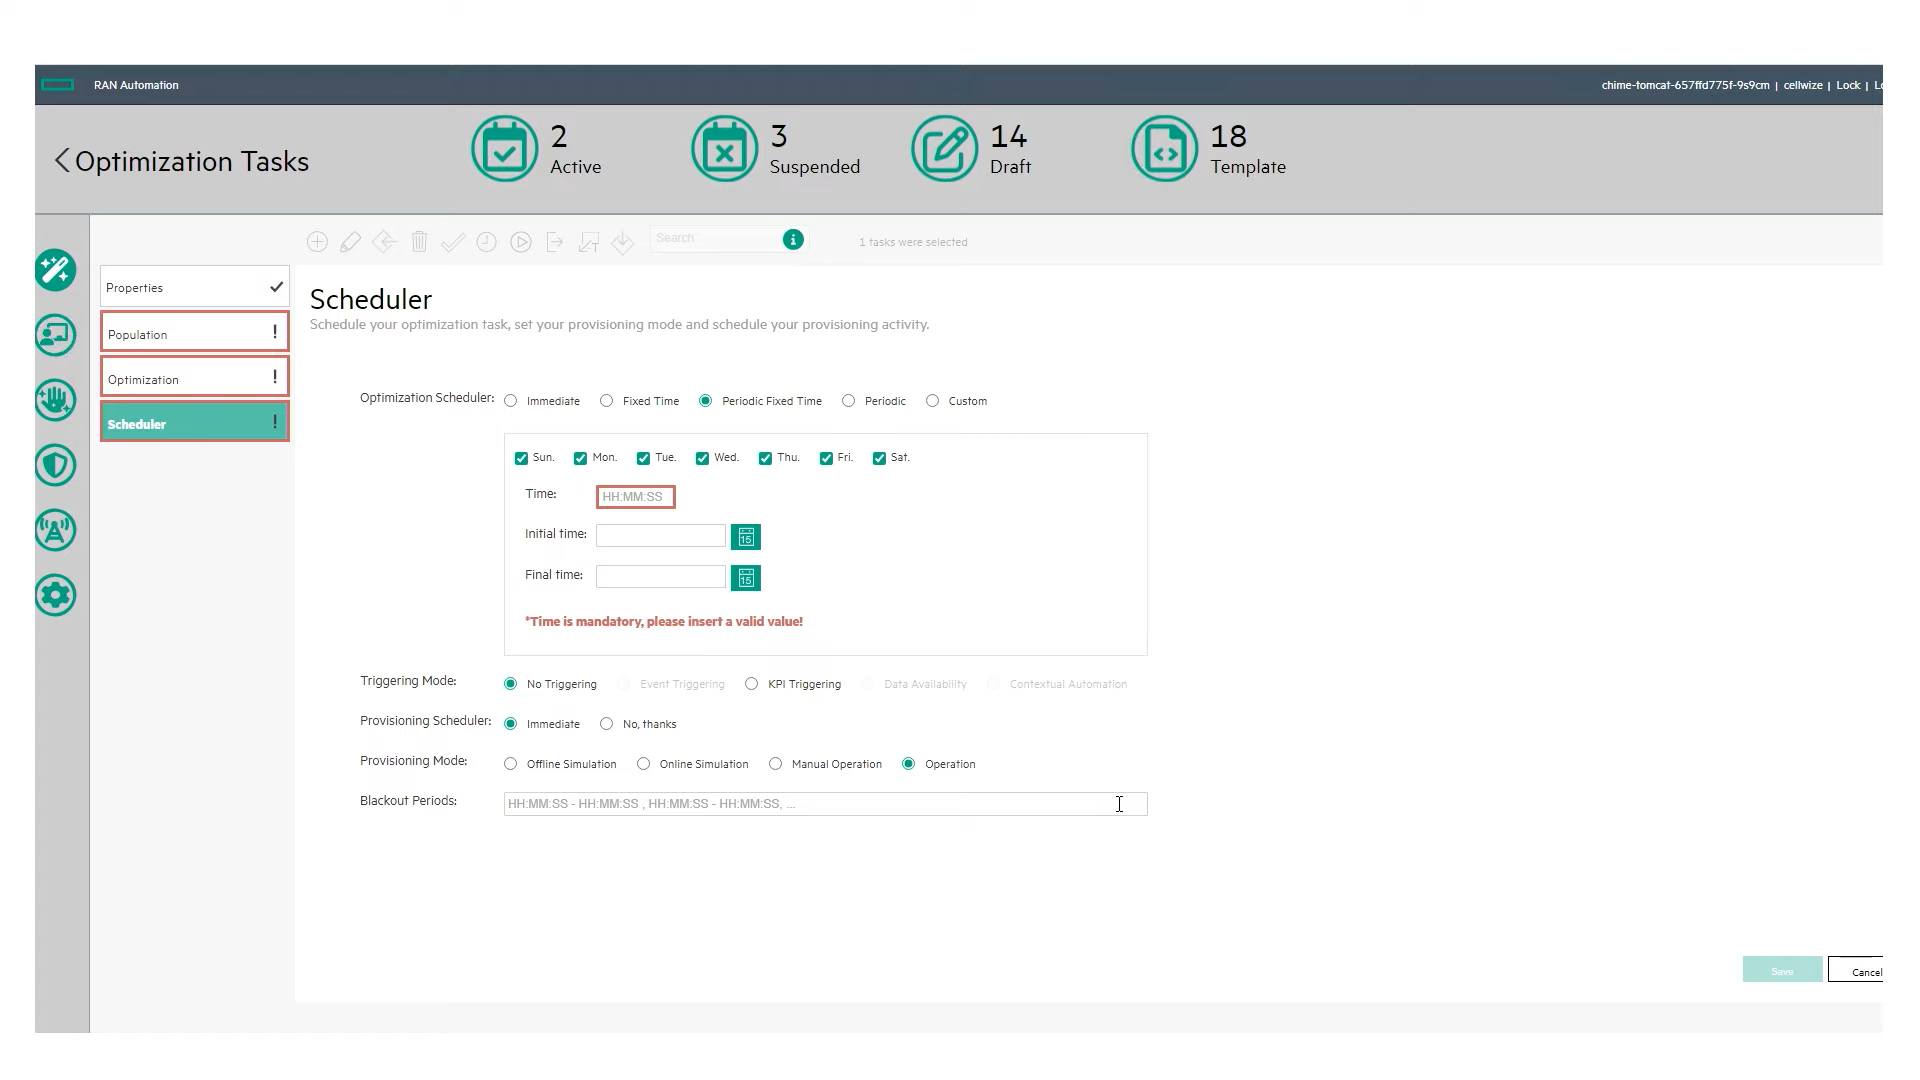 RAN Automation
chime-tomcat-657ffd775f-9s9cm | cellwize | Lock | Lo
Optimization Tasks
2
Active
3
Suspended
14
Draft
18
Template
Search
1 tasks were selected
Properties
Population !
Optimization !
Scheduler !
Scheduler
Schedule your optimization task, set your provisioning mode and schedule your provisioning activity.
Optimization Scheduler: Immediate Fixed Time Periodic Fixed Time Periodic Custom
Sun. Mon. Tue. Wed. Thu. Fri. Sat.
Time: HH:MM:SS
Initial time: 15
Final time: 15
*Time is mandatory, please insert a valid value!
Triggering Mode: No Triggering Event Triggering KPI Triggering Data Availability Contextual Automation
Provisioning Scheduler: Immediate No, thanks
Provisioning Mode: Offline Simulation Online Simulation Manual Operation Operation
Blackout Periods: HH:MM:SS - HH:MM:SS , HH:MM:SS - HH:MM:SS, ...
Save Cancel